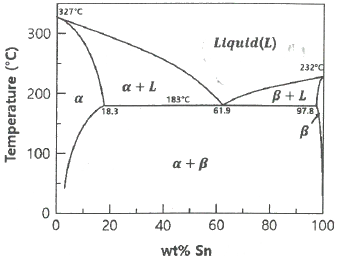 327°C
300
Liquid(L)
232°C
α + L
200
α
183°C
β + L
18.3
61.9
97.8
β
100
α + β
0
0
20
40
60
80
100
Temperature (°C)
wt% Sn